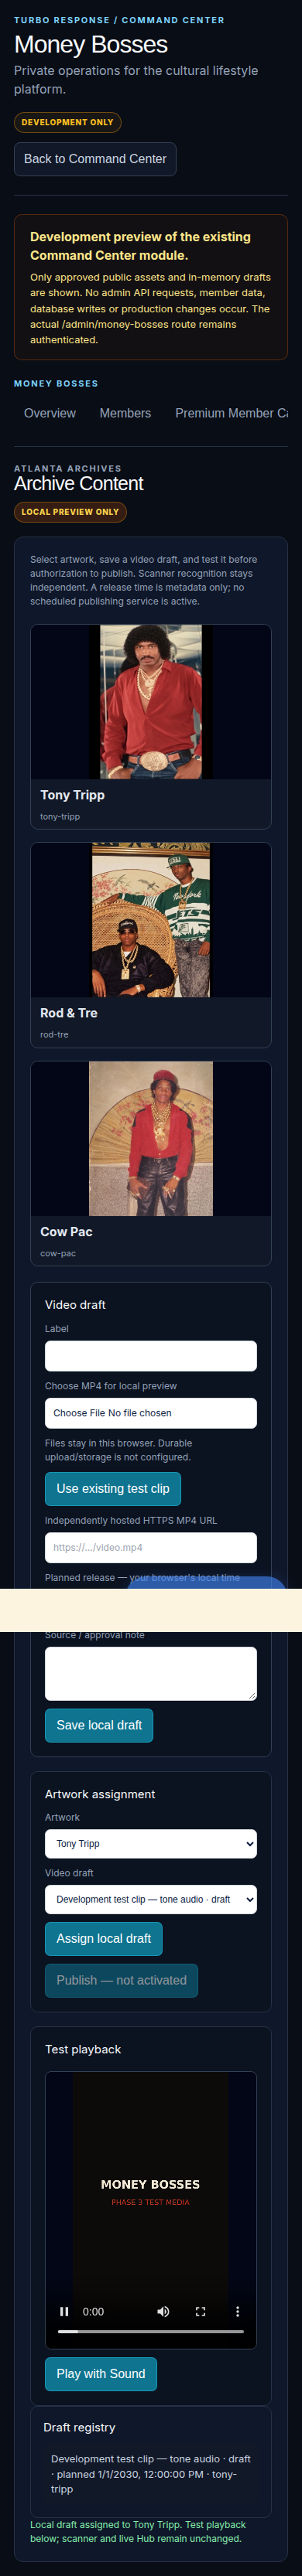 TURBO RESPONSE / COMMAND CENTER
Money Bosses
Private operations for the cultural lifestyle
platform.
DEVELOPMENT ONLY
Back to Command Center
Development preview of the existing
Command Center module.
Only approved public assets and in-memory drafts
are shown. No admin API requests, member data,
database writes or production changes occur. The
actual /admin/money-bosses route remains
authenticated.
MONEY BOSSES
Overview Members Premium Member Ca
ATLANTA ARCHIVES
Archive Content
LOCAL PREVIEW ONLY
Select artwork, save a video draft, and test it before
authorization to publish. Scanner recognition stays
independent. A release time is metadata only; no
scheduled publishing service is active.
Tony Tripp
tony-tripp
New York
Rod & Tre
rod-tre
Cow Pac
cow-pac
Video draft
Label
Choose MP4 for local preview
Choose File No file chosen
Files stay in this browser. Durable
upload/storage is not configured.
Use existing test clip
Independently hosted HTTPS MP4 URL
https://.../video.mp4
Planned release — your browser's local time
Source / approval note
Save local draft
Artwork assignment
Artwork
Tony Tripp
Video draft
Development test clip — tone audio · draft
Assign local draft
Publish — not activated
Test playback
MONEY BOSSES
PHASE 3 TEST MEDIA
0:00
Play with Sound
Draft registry
Development test clip — tone audio · draft
· planned 1/1/2030, 12:00:00 PM · tony-
tripp
Local draft assigned to Tony Tripp. Test playback
below; scanner and live Hub remain unchanged.